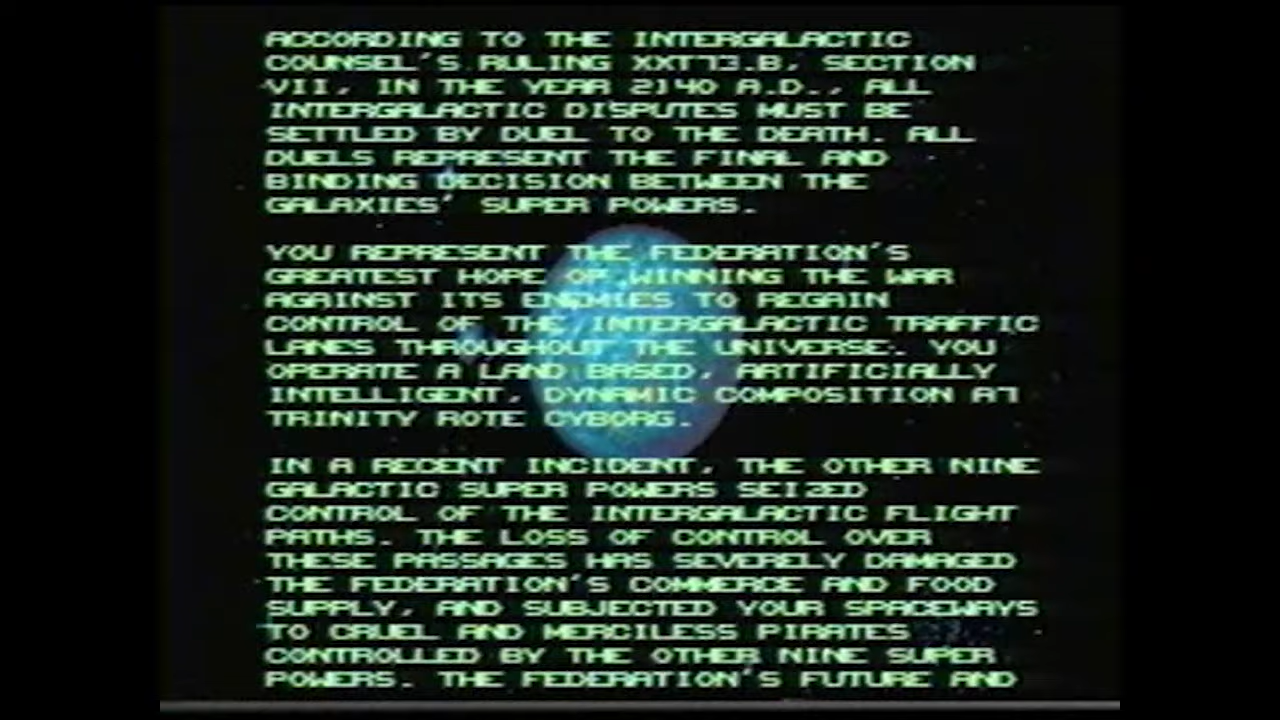 ACCORDING TO THE INTERGALACTIC
COUNSEL'S RULING XXT73.B, SECTION
VII, IN THE YEAR 2140 A.D., ALL
INTERGALACTIC DISPUTES MUST BE
SETTLED BY DUEL TO THE DEATH. ALL
DUELS REPRESENT THE FINAL AND
BINDING DECISION BETWEEN THE
GALAXIES' SUPER POWERS.
YOU REPRESENT THE FEDERATION'S
GREATEST HOPE OF WINNING THE WAR
AGAINST ITS ENEMIES TO REGAIN
CONTROL OF THE INTERGALACTIC TRAFFIC
LANES THROUGHOUT THE UNIVERSE. YOU
OPERATE A LAND BASED, ARTIFICIALLY
INTELLIGENT, DYNAMIC COMPOSITION A7
TRINITY ROTE CYBORG.
IN A RECENT INCIDENT, THE OTHER NINE
GALACTIC SUPER POWERS SEIZED
CONTROL OF THE INTERGALACTIC FLIGHT
PATHS. THE LOSS OF CONTROL OVER
THESE PASSAGES HAS SEVERELY DAMAGED
THE FEDERATION'S COMMERCE AND FOOD
SUPPLY, AND SUBJECTED YOUR SPACEWAYS
TO CRUEL AND MERCILESS PIRATES
CONTROLLED BY THE OTHER NINE SUPER
POWERS. THE FEDERATION'S FUTURE AND